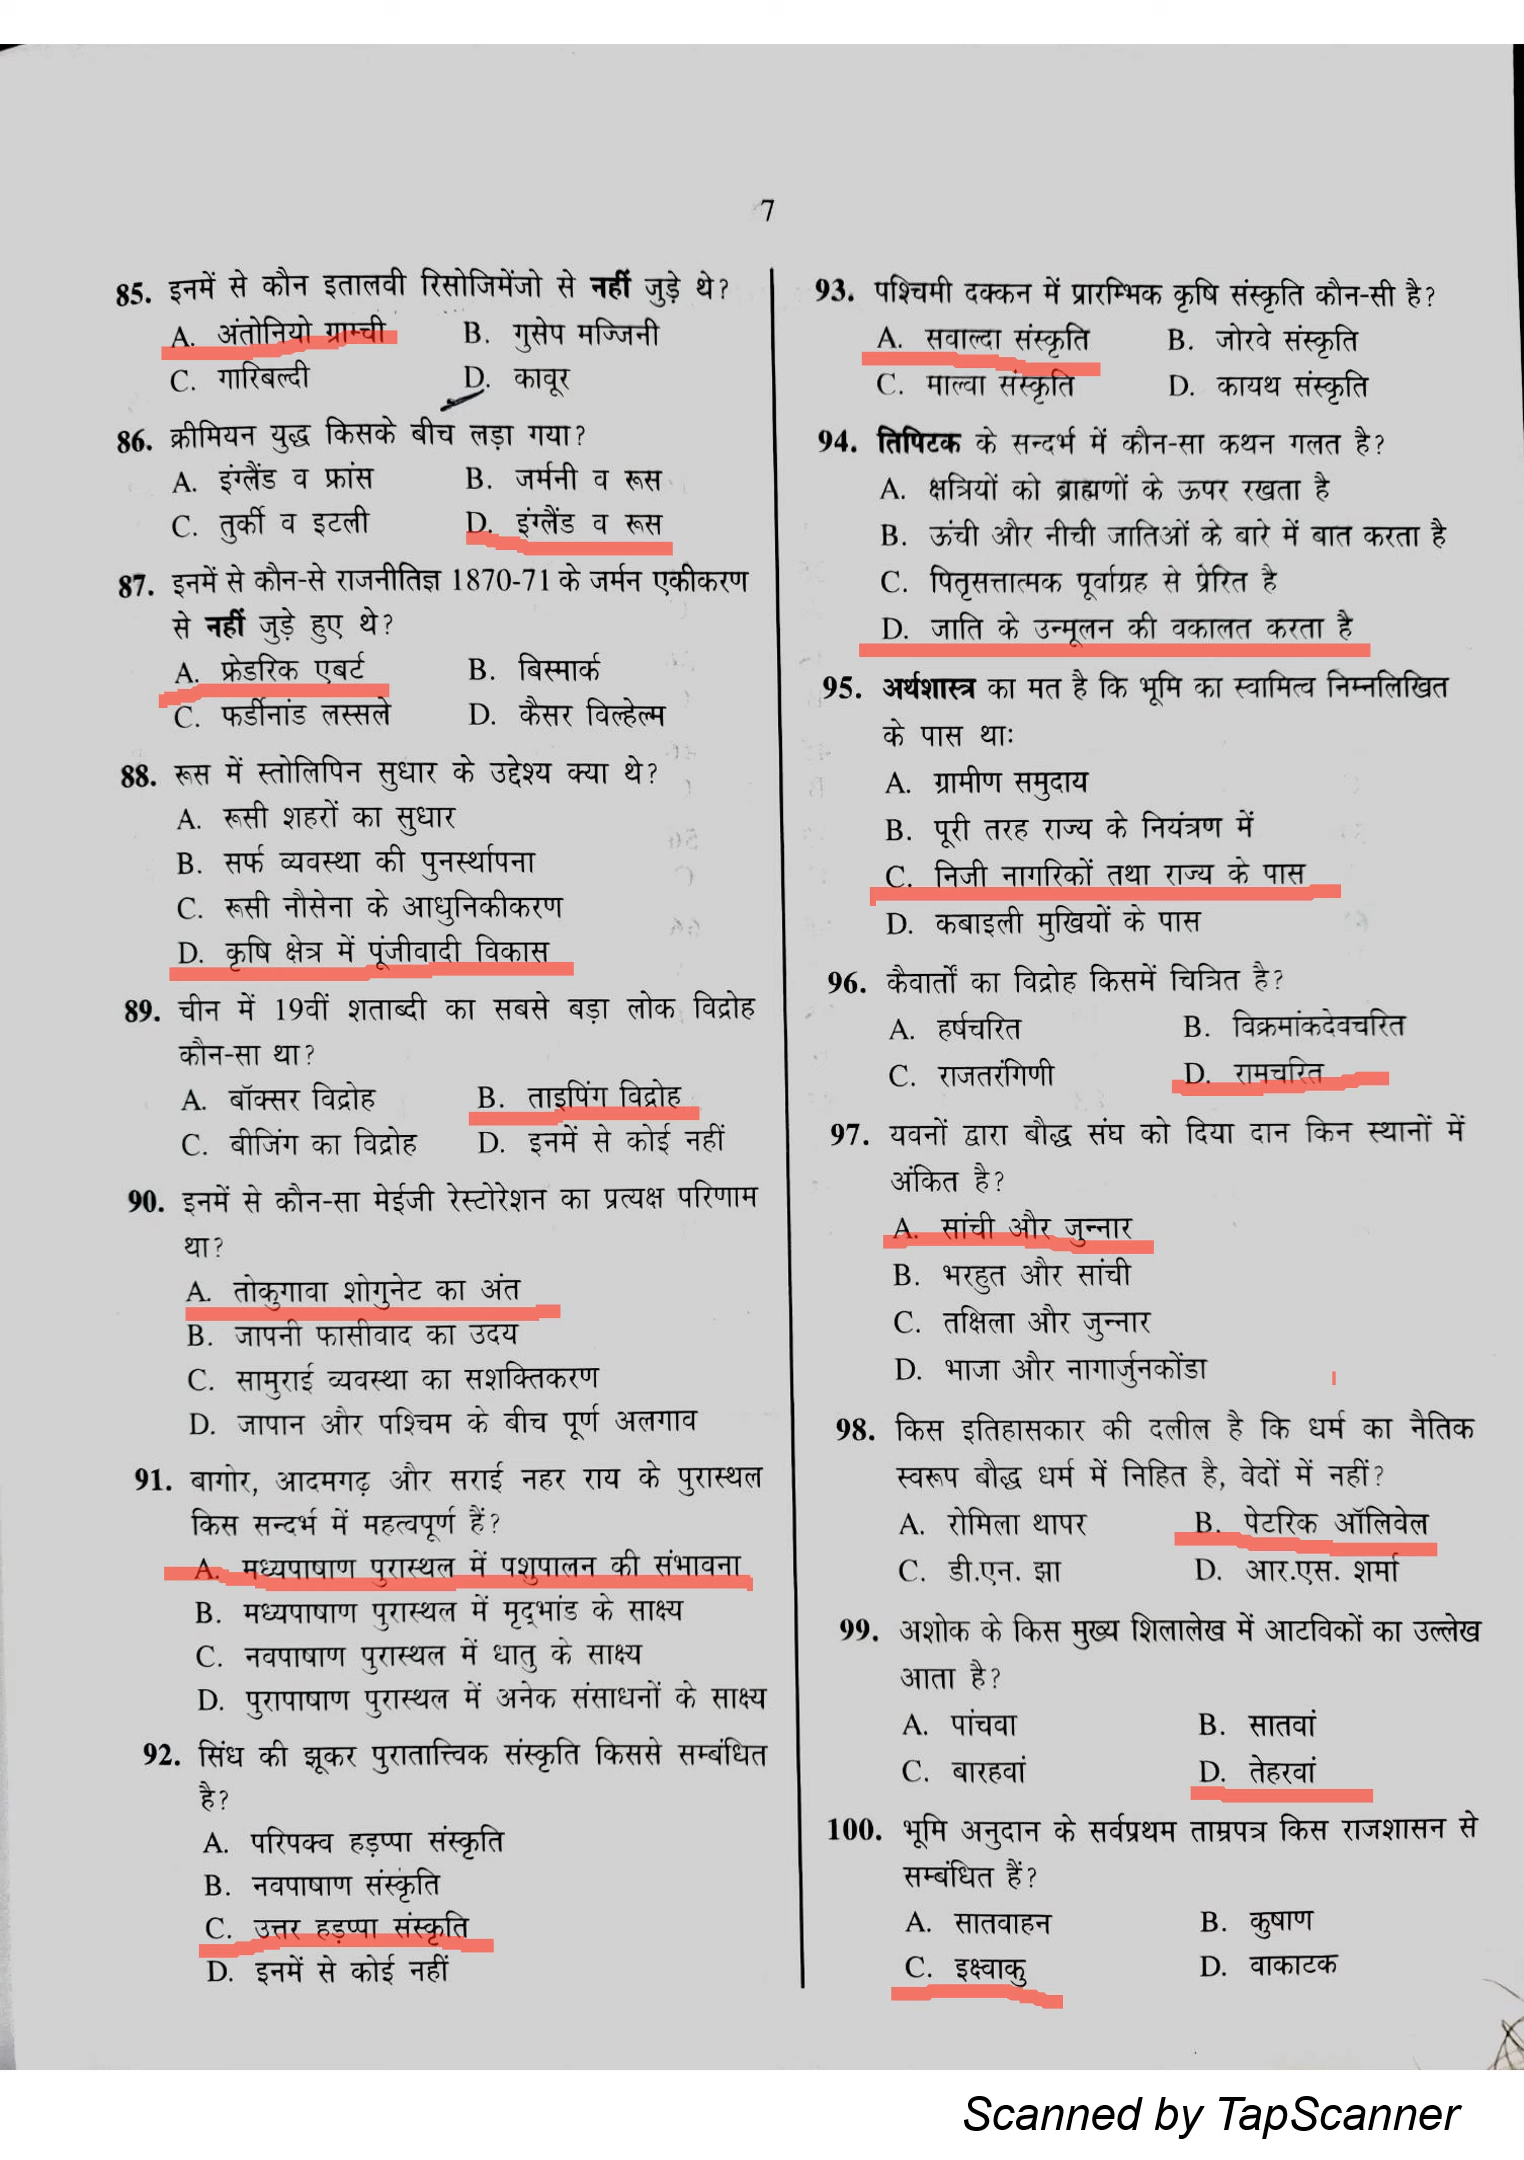 7
85. इनमें से कौन इतालवी रिसोजिमेंजो से नहीं जुड़े थे?
A. अंतोनियो ग्राम्ची B. गुसेप मज्जिनी
C. गारिबल्दी D. कावूर
86. क्रीमियन युद्ध किसके बीच लड़ा गया?
A. इंग्लैंड व फ्रांस B. जर्मनी व रूस
C. तुर्की व इटली D. इंग्लैंड व रूस
87. इनमें से कौन-से राजनीतिज्ञ 1870-71 के जर्मन एकीकरण
से नहीं जुड़े हुए थे?
A. फ्रेडरिक एबर्ट B. बिस्मार्क
C. फर्डीनांड लस्सले D. कैसर विल्हेल्म
88. रूस में स्तोलिपिन सुधार के उद्देश्य क्या थे?
A. रूसी शहरों का सुधार
B. सर्फ व्यवस्था की पुनर्स्थापना
C. रूसी नौसेना के आधुनिकीकरण
D. कृषि क्षेत्र में पूंजीवादी विकास
89. चीन में 19वीं शताब्दी का सबसे बड़ा लोक विद्रोह
कौन-सा था?
A. बॉक्सर विद्रोह B. ताइपिंग विद्रोह
C. बीजिंग का विद्रोह D. इनमें से कोई नहीं
90. इनमें से कौन-सा मेईजी रेस्टोरेशन का प्रत्यक्ष परिणाम
था?
A. तोकुगावा शोगुनेट का अंत
B. जापनी फासीवाद का उदय
C. सामुराई व्यवस्था का सशक्तिकरण
D. जापान और पश्चिम के बीच पूर्ण अलगाव
91. बागोर, आदमगढ़ और सराई नहर राय के पुरास्थल
किस सन्दर्भ में महत्वपूर्ण हैं?
A. मध्यपाषाण पुरास्थल में पशुपालन की संभावना
B. मध्यपाषाण पुरास्थल में मृद्भांड के साक्ष्य
C. नवपाषाण पुरास्थल में धातु के साक्ष्य
D. पुरापाषाण पुरास्थल में अनेक संसाधनों के साक्ष्य
92. सिंध की झूकर पुरातात्त्विक संस्कृति किससे सम्बंधित
है?
A. परिपक्व हड़प्पा संस्कृति
B. नवपाषाण संस्कृति
C. उत्तर हड़प्पा संस्कृति
D. इनमें से कोई नहीं
93. पश्चिमी दक्कन में प्रारम्भिक कृषि संस्कृति कौन-सी है?
A. सवाल्दा संस्कृति B. जोरवे संस्कृति
C. माल्वा संस्कृति D. कायथ संस्कृति
94. तिपिटक के सन्दर्भ में कौन-सा कथन गलत है?
A. क्षत्रियों को ब्राह्मणों के ऊपर रखता है
B. ऊंची और नीची जातिओं के बारे में बात करता है
C. पितृसत्तात्मक पूर्वाग्रह से प्रेरित है
D. जाति के उन्मूलन की वकालत करता है
95. अर्थशास्त्र का मत है कि भूमि का स्वामित्व निम्नलिखित
के पास थाः
A. ग्रामीण समुदाय
B. पूरी तरह राज्य के नियंत्रण में
C. निजी नागरिकों तथा राज्य के पास
D. कबाइली मुखियों के पास
96. कैवार्तों का विद्रोह किसमें चित्रित है?
A. हर्षचरित B. विक्रमांकदेवचरित
C. राजतरंगिणी D. रामचरित
97. यवनों द्वारा बौद्ध संघ को दिया दान किन स्थानों में
अंकित है?
A. सांची और जुन्नार
B. भरहुत और सांची
C. तक्षिला और जुन्नार
D. भाजा और नागार्जुनकोंडा
98. किस इतिहासकार की दलील है कि धर्म का नैतिक
स्वरूप बौद्ध धर्म में निहित है, वेदों में नहीं?
A. रोमिला थापर B. पेटरिक ऑलिवेल
C. डी.एन. झा D. आर.एस. शर्मा
99. अशोक के किस मुख्य शिलालेख में आटविकों का उल्लेख
आता है?
A. पांचवा B. सातवां
C. बारहवां D. तेहरवां
100. भूमि अनुदान के सर्वप्रथम ताम्रपत्र किस राजशासन से
सम्बंधित हैं?
A. सातवाहन B. कुषाण
C. इक्ष्वाकु D. वाकाटक
Scanned by TapScanner